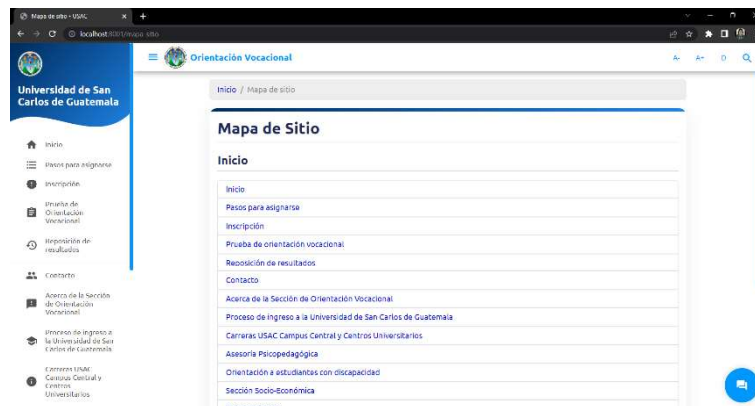 Mapa de sitio - USAC
localhost:4001/mapa-sitio
Universidad de San
Carlos de Guatemala
Inicio
Pasos para asignarse
Inscripción
Prueba de
Orientación
Vocacional
Reposición de
resultados
Contacto
Acerca de la Sección
de Orientación
Vocacional
Proceso de ingreso a
la Universidad de San
Carlos de Guatemala
Carreras USAC
Campus Central y
Centros
Universitarios
Orientación Vocacional
A- A+ D
Inicio / Mapa de sitio
Mapa de Sitio
Inicio
Inicio
Pasos para asignarse
Inscripción
Prueba de orientación vocacional
Reposición de resultados
Contacto
Acerca de la Sección de Orientación Vocacional
Proceso de ingreso a la Universidad de San Carlos de Guatemala
Carreras USAC Campus Central y Centros Universitarios
Asesoría Psicopedagógica
Orientación a estudiantes con discapacidad
Sección Socio-Económica